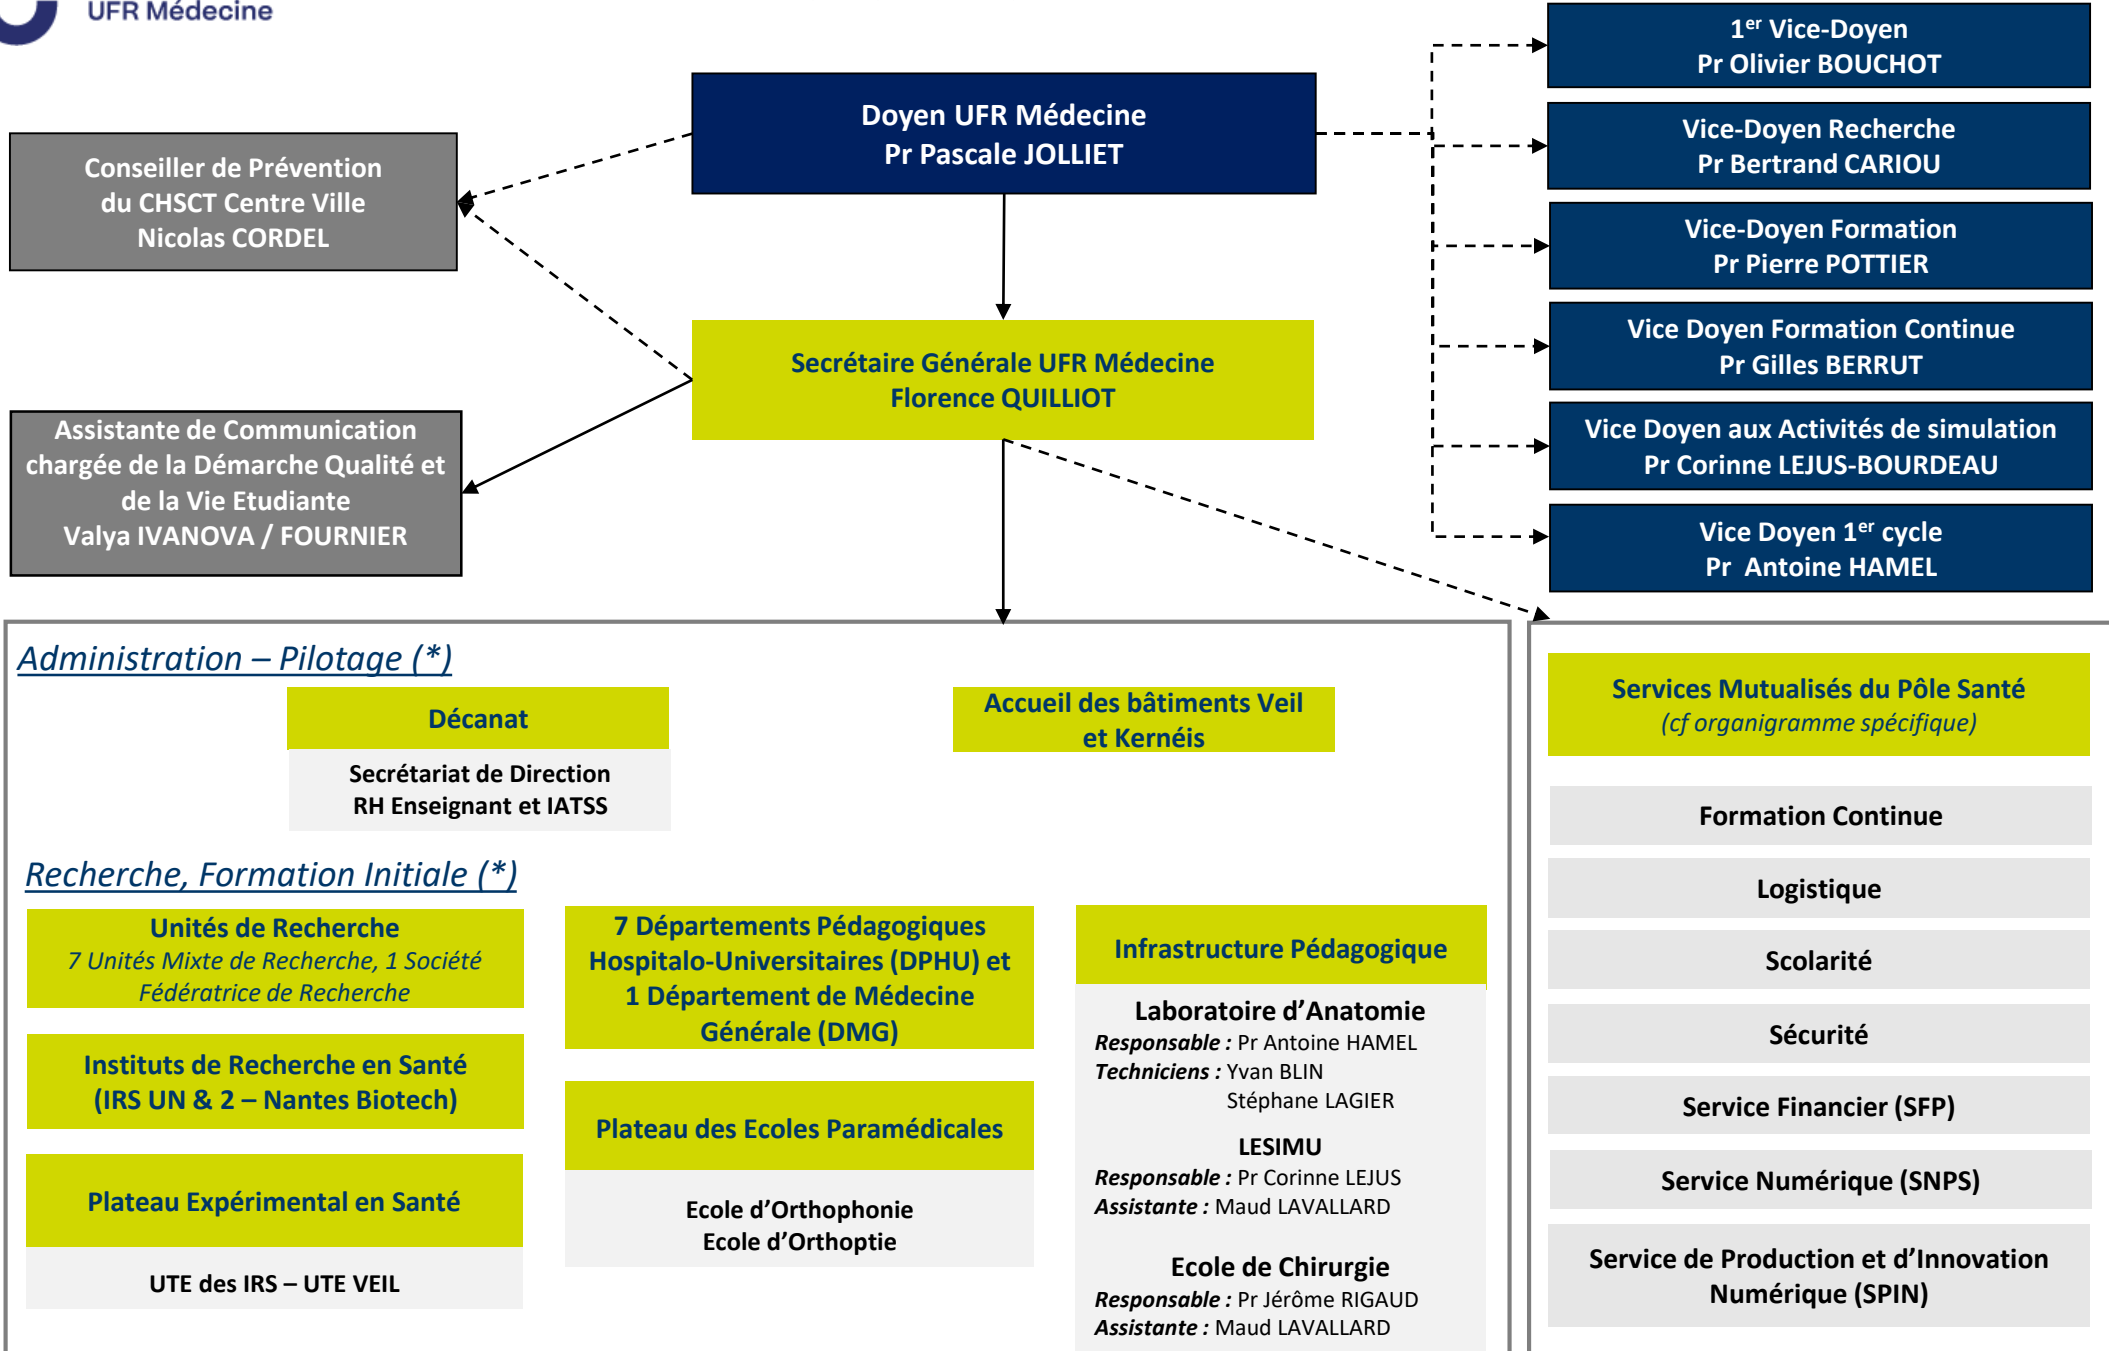 UFR Médecine
Doyen UFR Médecine
Pr Pascale JOLLIET
1er Vice-Doyen
Pr Olivier BOUCHOT
Vice-Doyen Recherche
Pr Bertrand CARIOU
Vice-Doyen Formation
Pr Pierre POTTIER
Vice Doyen Formation Continue
Pr Gilles BERRUT
Vice Doyen aux Activités de simulation
Pr Corinne LEJUS-BOURDEAU
Vice Doyen 1er cycle
Pr Antoine HAMEL
Conseiller de Prévention
du CHSCT Centre Ville
Nicolas CORDEL
Secrétaire Générale UFR Médecine
Florence QUILLIOT
Assistante de Communication
chargée de la Démarche Qualité et
de la Vie Etudiante
Valya IVANOVA / FOURNIER
Administration – Pilotage (*)
Décanat
Secrétariat de Direction
RH Enseignant et IATSS
Accueil des bâtiments Veil
et Kernéis
Recherche, Formation Initiale (*)
Unités de Recherche
7 Unités Mixte de Recherche, 1 Société
Fédératrice de Recherche
Instituts de Recherche en Santé
(IRS UN & 2 – Nantes Biotech)
Plateau Expérimental en Santé
UTE des IRS – UTE VEIL
7 Départements Pédagogiques
Hospitalo-Universitaires (DPHU) et
1 Département de Médecine
Générale (DMG)
Plateau des Ecoles Paramédicales
Ecole d’Orthophonie
Ecole d’Orthoptie
Infrastructure Pédagogique
Laboratoire d’Anatomie
Responsable : Pr Antoine HAMEL
Techniciens : Yvan BLIN
Stéphane LAGIER
LESIMU
Responsable : Pr Corinne LEJUS
Assistante : Maud LAVALLARD
Ecole de Chirurgie
Responsable : Pr Jérôme RIGAUD
Assistante : Maud LAVALLARD
Services Mutualisés du Pôle Santé
(cf organigramme spécifique)
Formation Continue
Logistique
Scolarité
Sécurité
Service Financier (SFP)
Service Numérique (SNPS)
Service de Production et d’Innovation
Numérique (SPIN)